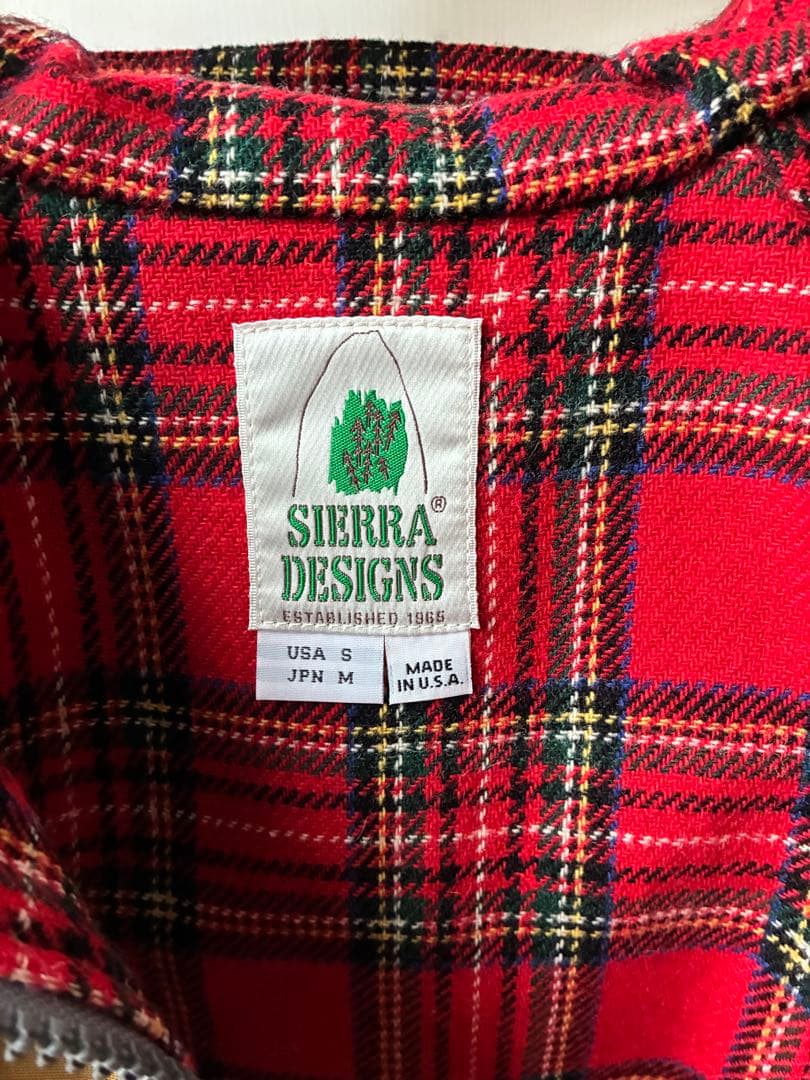 SIERRA®
DESIGNS
ESTABLISHED 1965
USA S
JPN M
MADE
IN U.S.A.